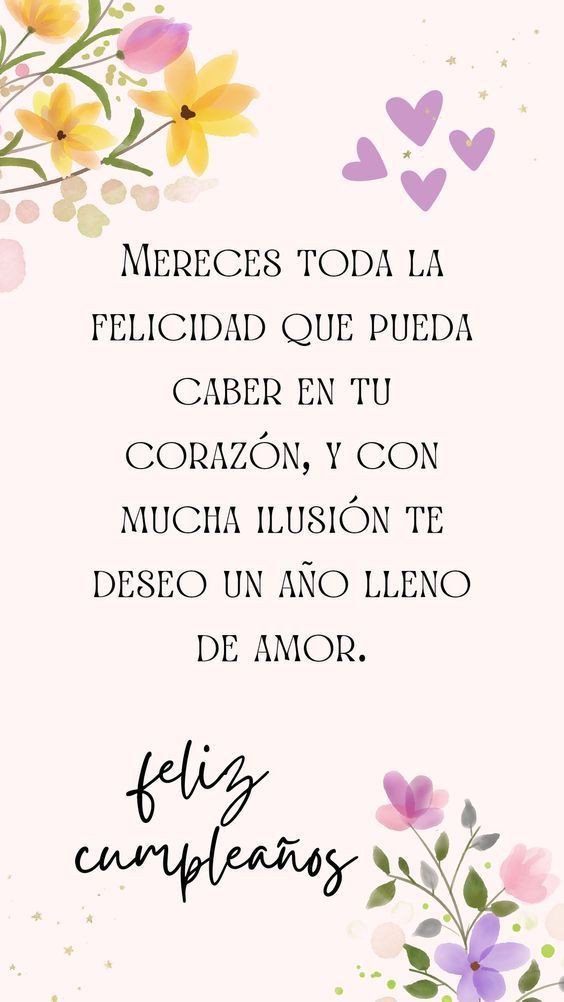 Mereces toda la
felicidad que pueda
caber en tu
corazón, y con
mucha ilusión te
deseo un año lleno
de amor.
feliz
cumpleaños